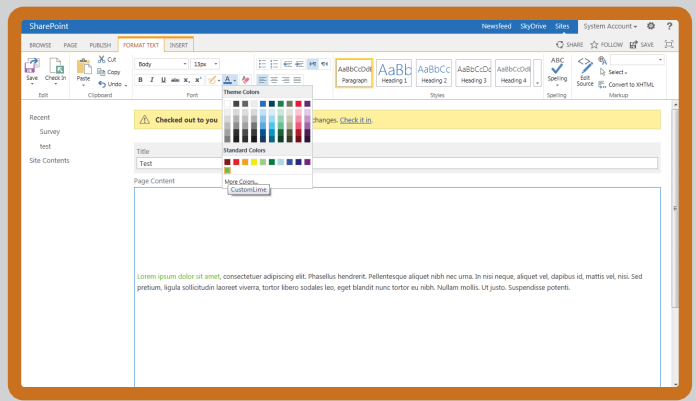 SharePoint
Newsfeed SkyDrive Sites System Account ?
BROWSE PAGE PUBLISH FORMAT TEXT INSERT
SHARE FOLLOW SAVE
Save Check In Paste Cut Copy Undo
Body 13px
B I U abc x, x²
AaBbCcDdE AaBb AaBbCc AaBbCcDd AaBbCcDdE
Paragraph Heading 1 Heading 2 Heading 3 Heading 4
ABC Spelling Edit Source Select Convert to XHTML
Edit Clipboard Font Styles Spelling Markup
Theme Colors
Recent
Survey
test
Site Contents
Checked out to you changes. Check it in.
Standard Colors
More Colors...
CustomLime
Title
Test
Page Content
Lorem ipsum dolor sit amet, consectetuer adipiscing elit. Phasellus hendrerit. Pellentesque aliquet nibh nec urna. In nisi neque, aliquet vel, dapibus id, mattis vel, nisi. Sed
pretium, ligula sollicitudin laoreet viverra, tortor libero sodales leo, eget blandit nunc tortor eu nibh. Nullam mollis. Ut justo. Suspendisse potenti.